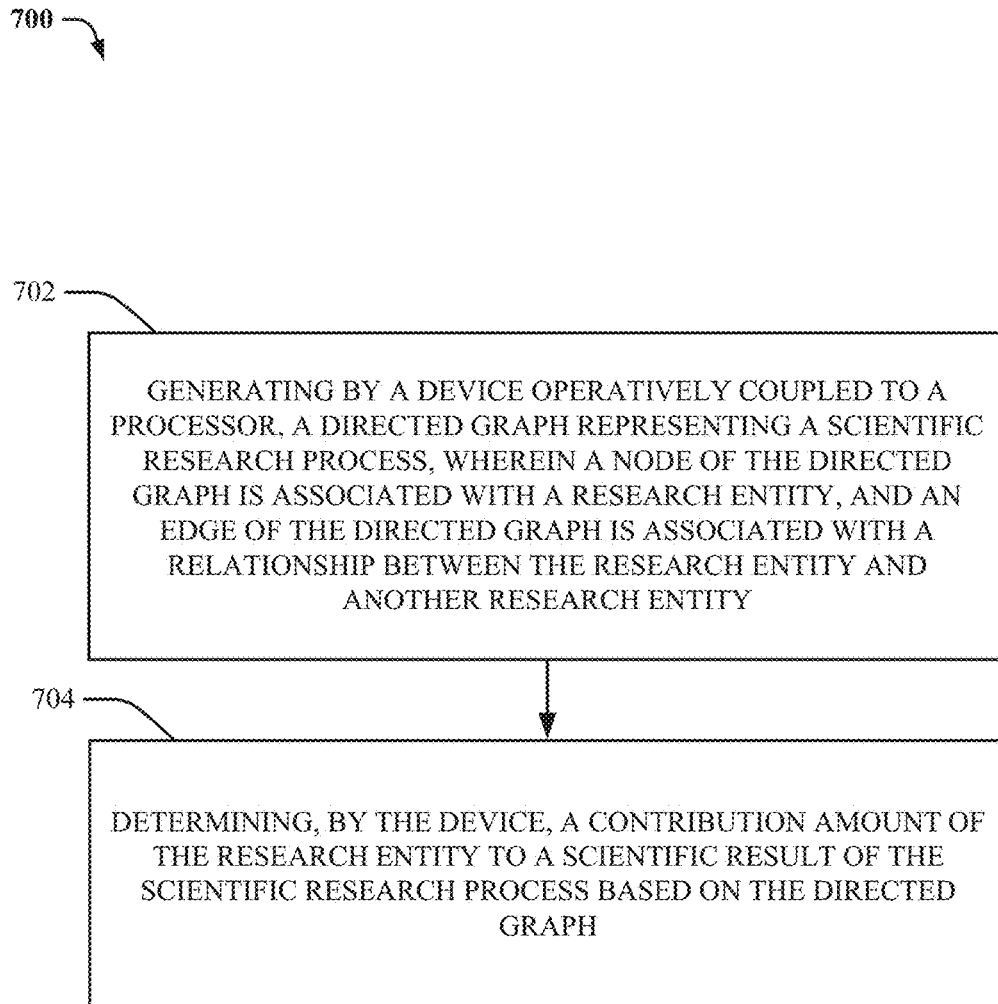 700
702
GENERATING BY A DEVICE OPERATIVELY COUPLED TO A
PROCESSOR, A DIRECTED GRAPH REPRESENTING A SCIENTIFIC
RESEARCH PROCESS, WHEREIN A NODE OF THE DIRECTED
GRAPH IS ASSOCIATED WITH A RESEARCH ENTITY, AND AN
EDGE OF THE DIRECTED GRAPH IS ASSOCIATED WITH A
RELATIONSHIP BETWEEN THE RESEARCH ENTITY AND
ANOTHER RESEARCH ENTITY
704
DETERMINING, BY THE DEVICE, A CONTRIBUTION AMOUNT OF
THE RESEARCH ENTITY TO A SCIENTIFIC RESULT OF THE
SCIENTIFIC RESEARCH PROCESS BASED ON THE DIRECTED
GRAPH